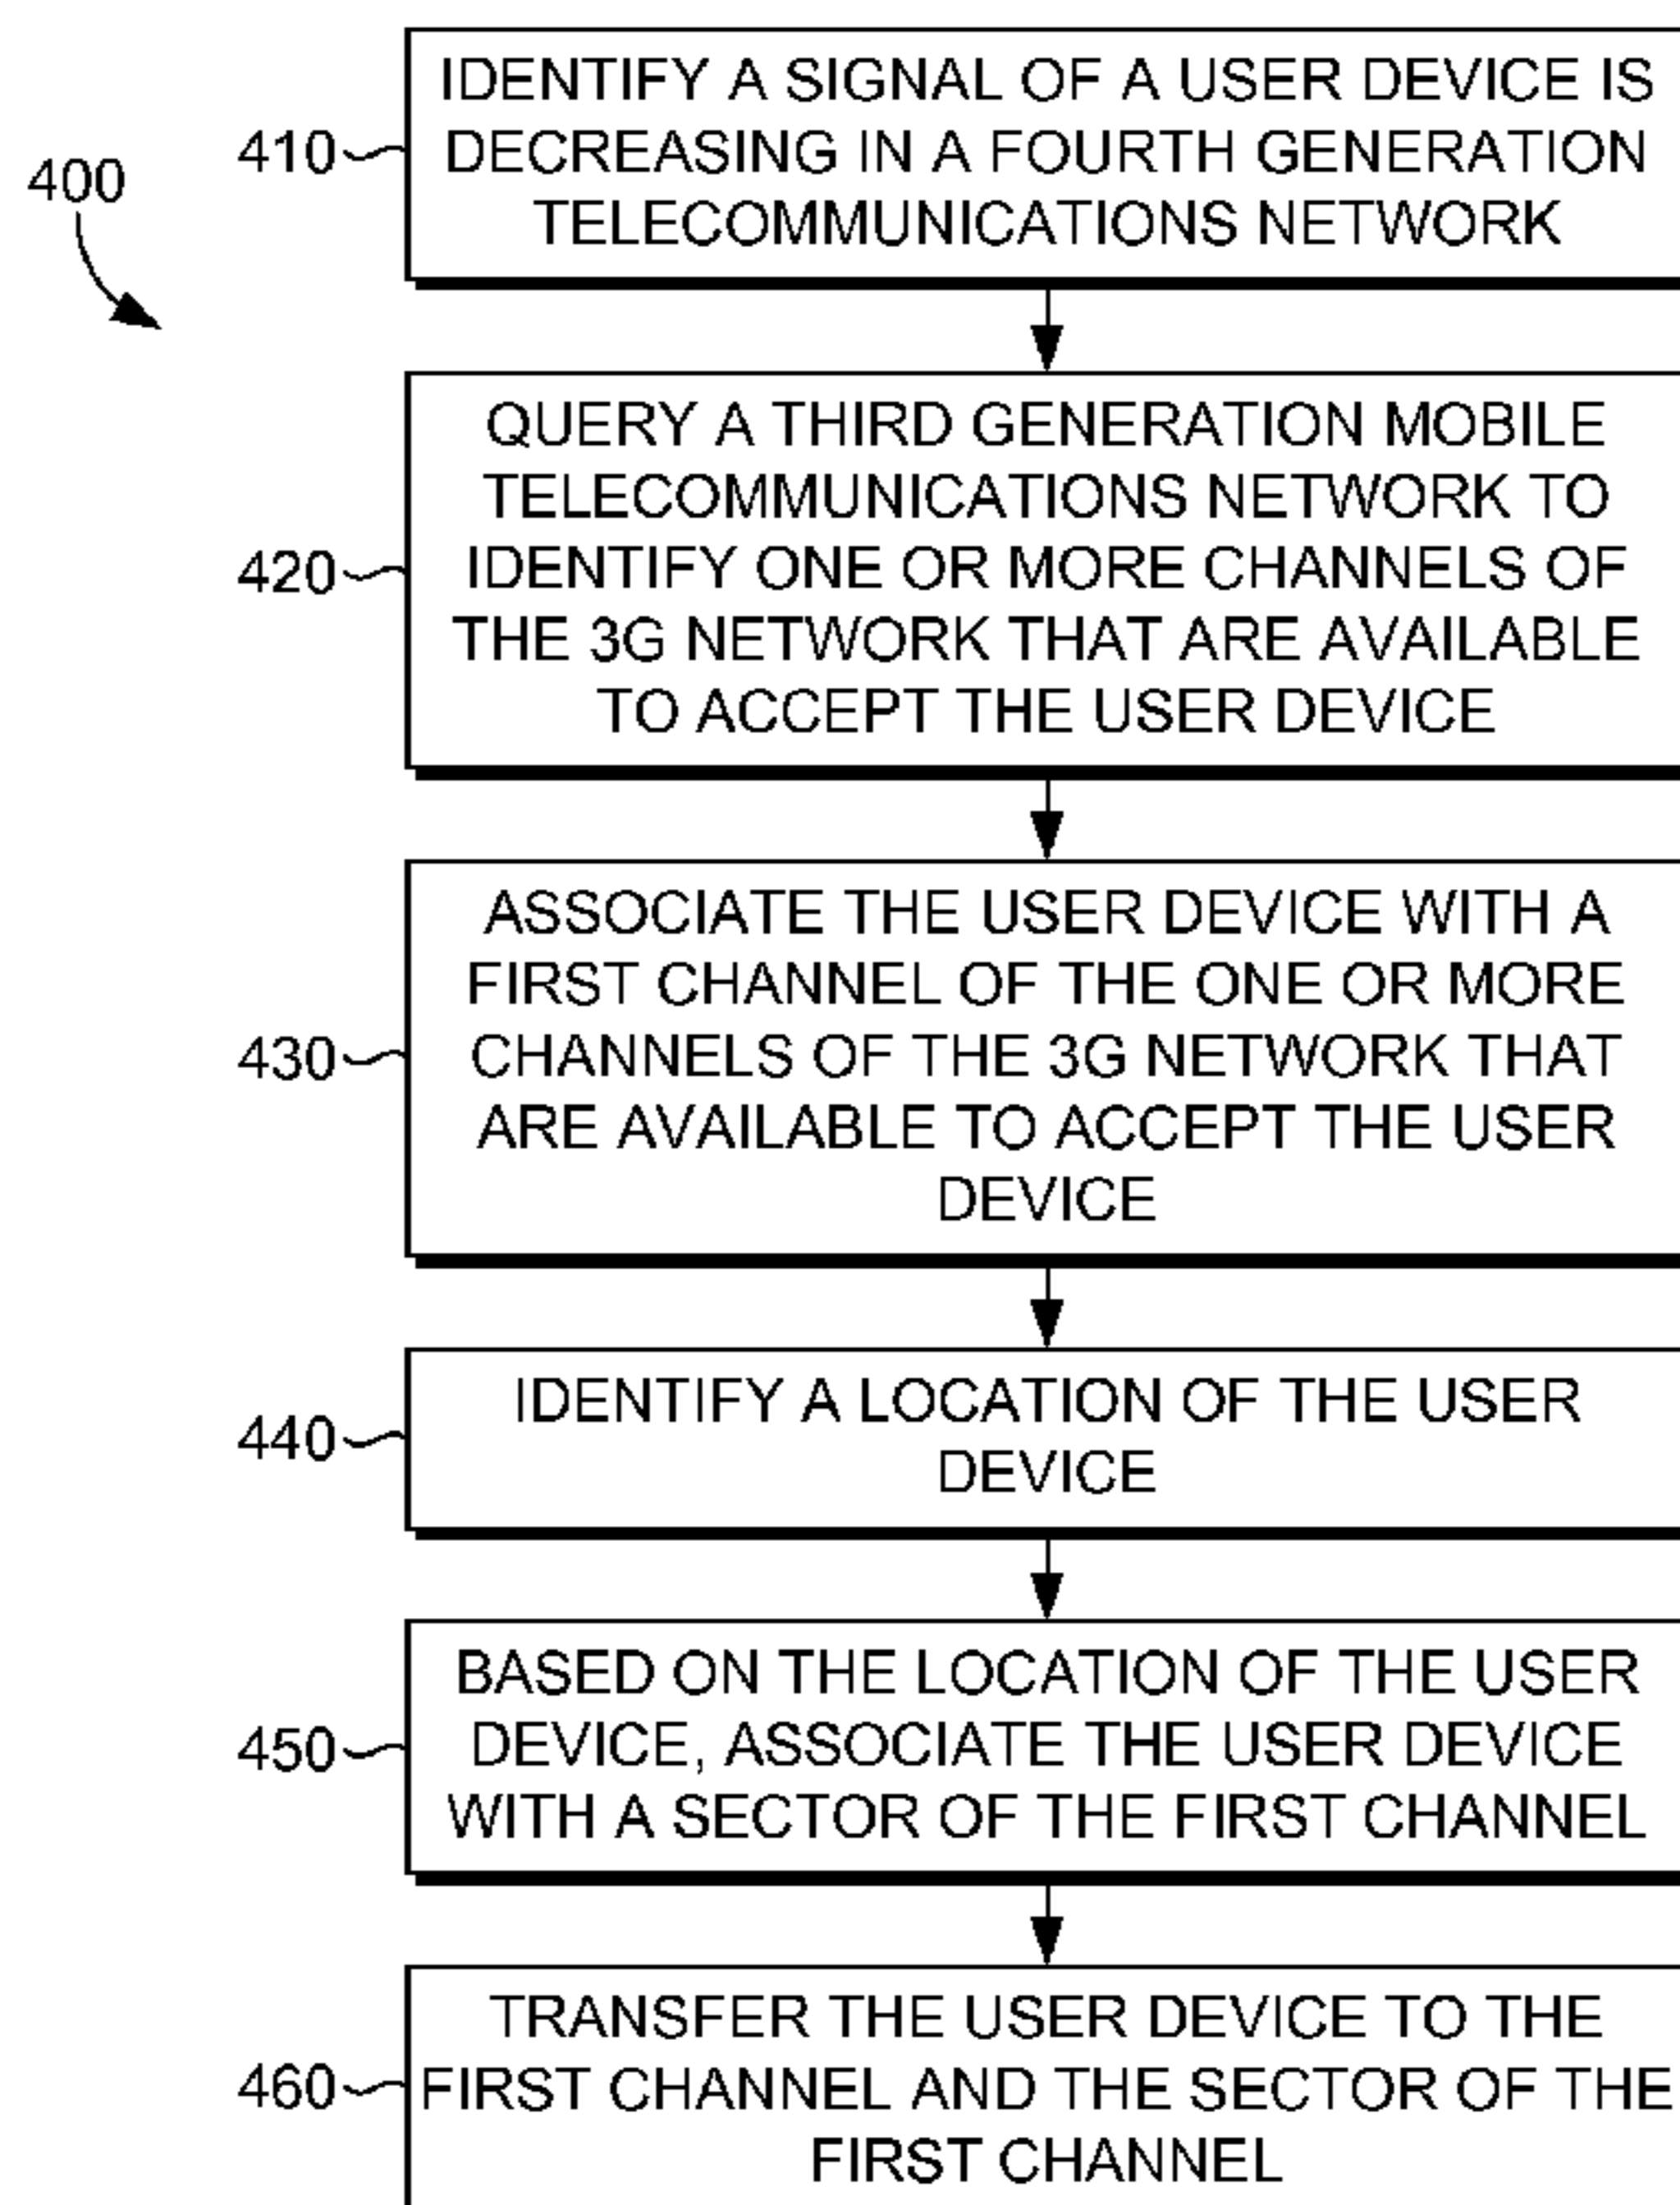 400
410
IDENTIFY A SIGNAL OF A USER DEVICE IS
DECREASING IN A FOURTH GENERATION
TELECOMMUNICATIONS NETWORK
420
QUERY A THIRD GENERATION MOBILE
TELECOMMUNICATIONS NETWORK TO
IDENTIFY ONE OR MORE CHANNELS OF
THE 3G NETWORK THAT ARE AVAILABLE
TO ACCEPT THE USER DEVICE
430
ASSOCIATE THE USER DEVICE WITH A
FIRST CHANNEL OF THE ONE OR MORE
CHANNELS OF THE 3G NETWORK THAT
ARE AVAILABLE TO ACCEPT THE USER
DEVICE
440
IDENTIFY A LOCATION OF THE USER
DEVICE
450
BASED ON THE LOCATION OF THE USER
DEVICE, ASSOCIATE THE USER DEVICE
WITH A SECTOR OF THE FIRST CHANNEL
460
TRANSFER THE USER DEVICE TO THE
FIRST CHANNEL AND THE SECTOR OF THE
FIRST CHANNEL